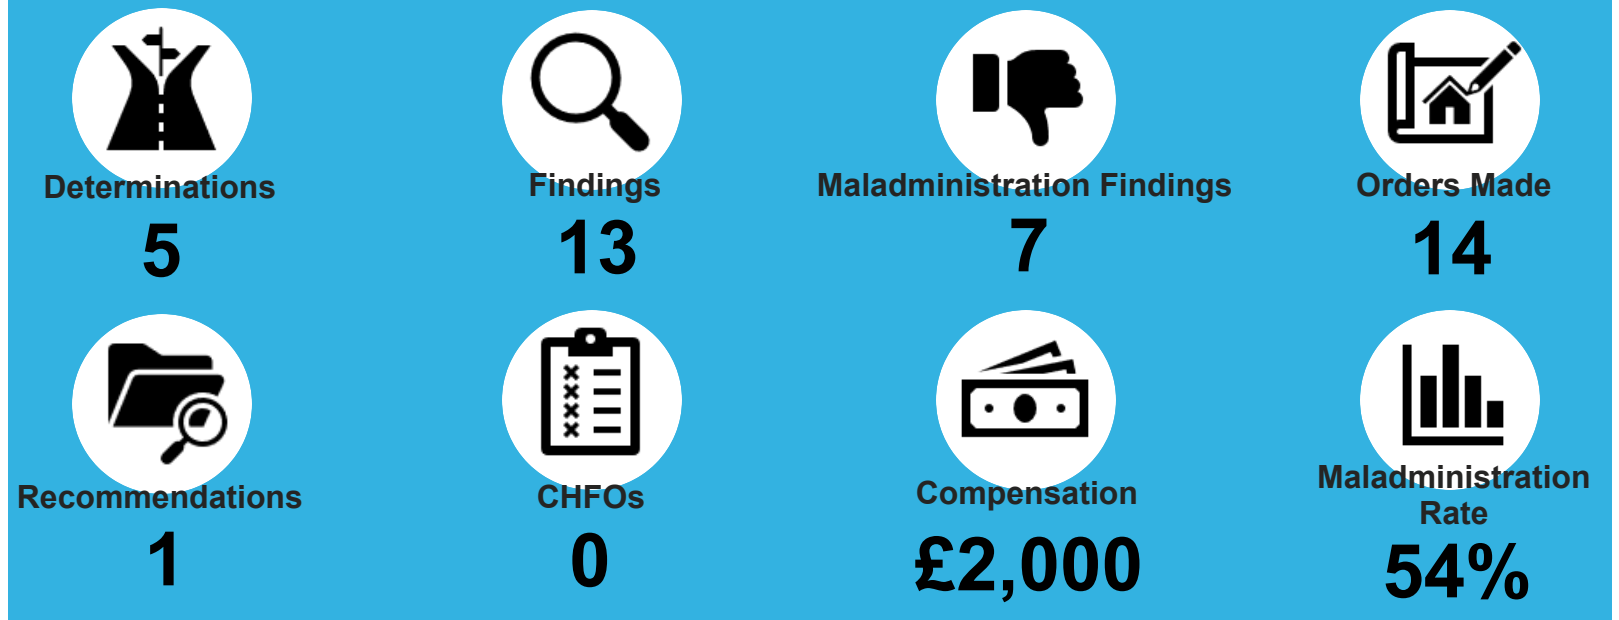 Determinations
5
Findings
13
Maladministration Findings
7
Orders Made
14
Recommendations
1
CHFOs
0
Compensation
£2,000
Maladministration
Rate
54%